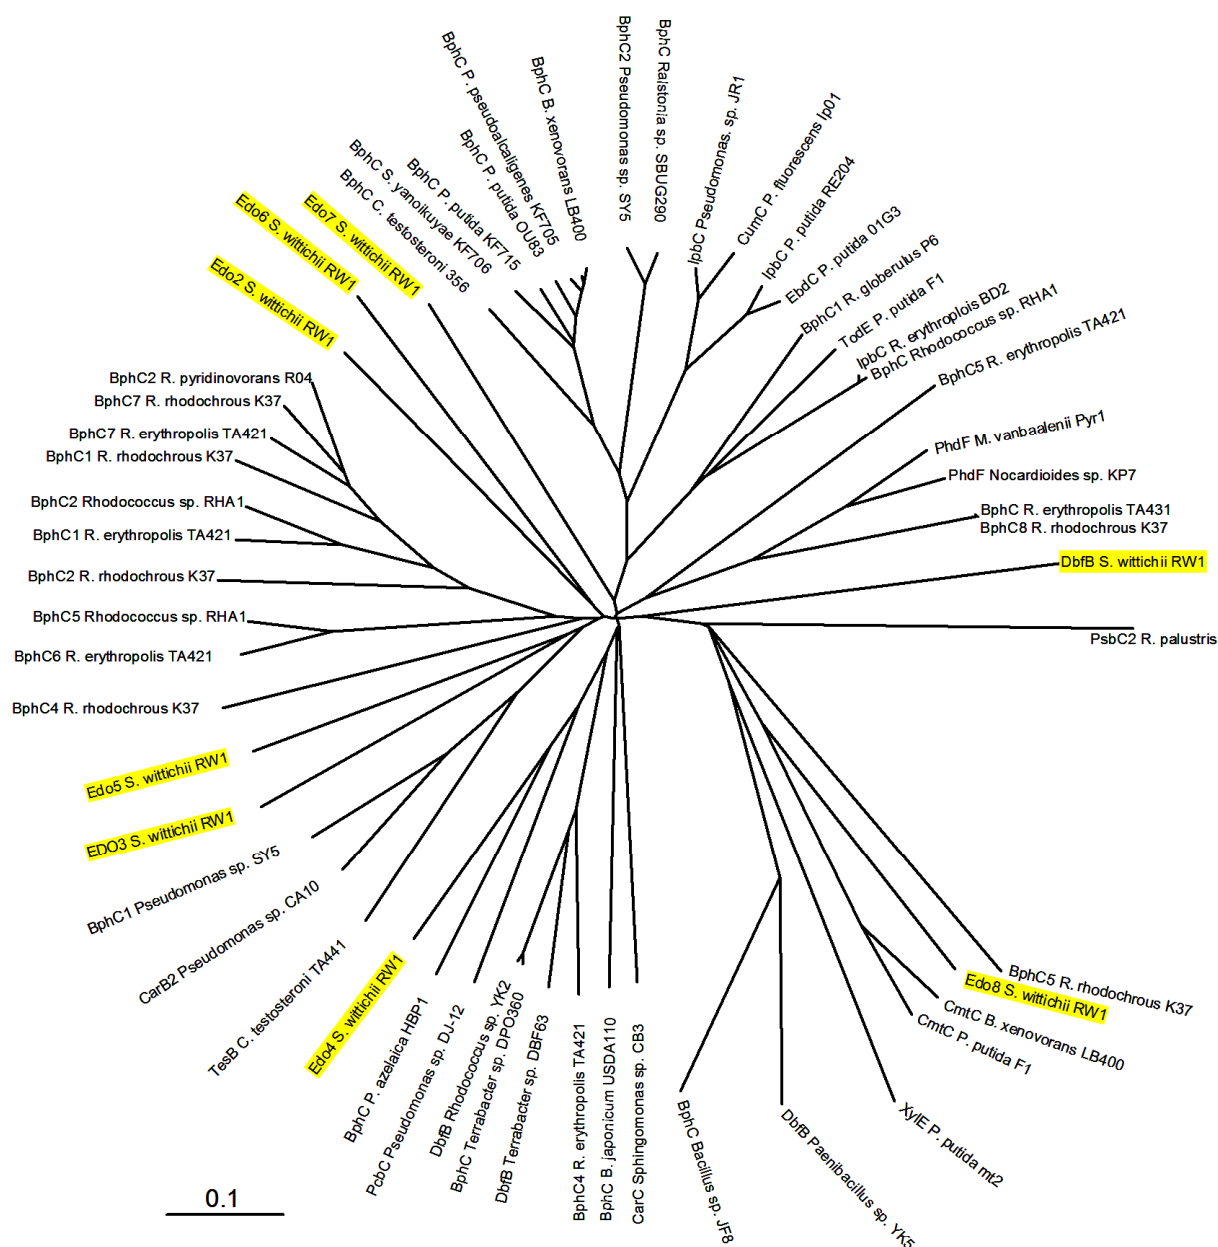 BphC P. pseudoalcaligenes KF705
BphC B. xenovorans LB400
BphC2 Pseudomonas sp. SY5
BphC Ralstonia sp. SBUG290
IpbC Pseudomonas. sp. JR1
CumC P. fluorescens Ip01
IpbC P. putida RE204
EbdC P. putida 01G3
BphC1 R. globerulus P6
TodE P. putida F1
IpbC R. erythroplois BD2
BphC Rhodococcus sp. RHA1
BphC5 R. erythropolis TA421
PhdF M. vanbaalenii Pyr1
PhdF Nocardioides sp. KP7
BphC R. erythropolis TA431
BphC8 R. rhodochrous K37
DbfB S. wittichii RW1
PsbC2 R. palustris
BphC5 R. rhodochrous K37
Edo8 S. wittichii RW1
CmtC B. xenovorans LB400
CmtC P. putida F1
XylE P. putida mt2
DbfB Paenibacillus sp. YK5
BphC Bacillus sp. JF8
CarC Sphingomonas sp. CB3
BphC B. japonicum USDA110
BphC4 R. erythropolis TA421
DbfB Terrabacter sp. DBF63
BphC Terrabacter sp. DPO360
DbfB Rhodococcus sp. YK2
PcbC Pseudomonas sp. DJ-12
BphC P. azelaica HBP1
Edo4 S. wittichii RW1
TesB C. testosteroni TA441
CarB2 Pseudomonas sp. CA10
BphC1 Pseudomonas sp. SY5
EDO3 S. wittichii RW1
Edo5 S. wittichii RW1
BphC4 R. rhodochrous K37
BphC6 R. erythropolis TA421
BphC5 Rhodococcus sp. RHA1
BphC2 R. rhodochrous K37
BphC1 R. erythropolis TA421
BphC2 Rhodococcus sp. RHA1
BphC1 R. rhodochrous K37
BphC7 R. erythropolis TA421
BphC7 R. rhodochrous K37
BphC2 R. pyridinovorans R04
Edo2 S. wittichii RW1
Edo6 S. wittichii RW1
Edo7 S. wittichii RW1
BphC C. testosteroni 356
BphC S. yanoikuyae KF706
BphC P. putida KF715
BphC P. putida OU83
0.1